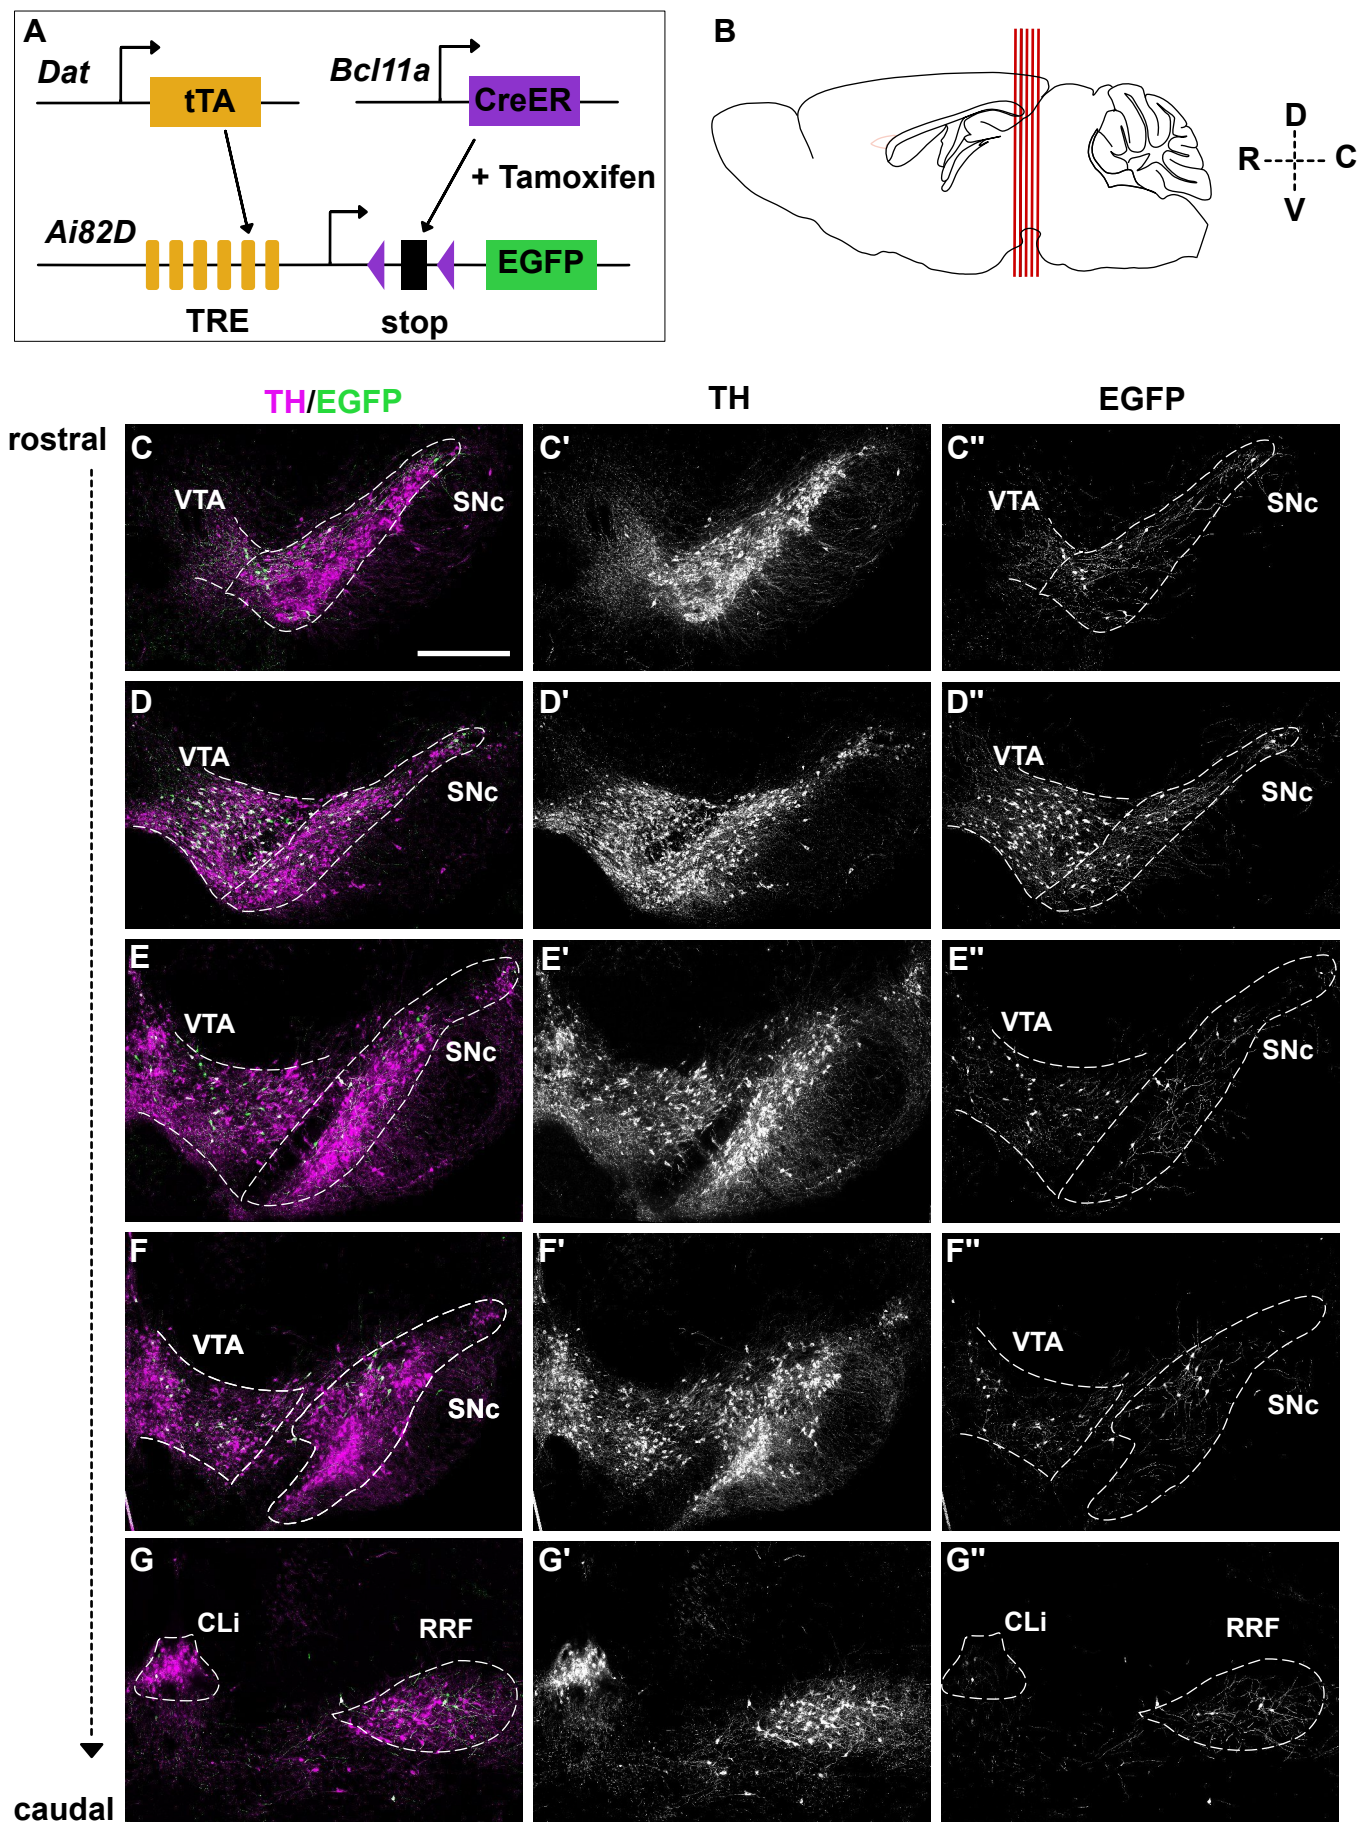 A
B
Dat
tTA
Bcl11a
CreER
+ Tamoxifen
Ai82D
EGFP
TRE
stop
D
R
C
V
TH/EGFP
TH
EGFP
rostral
C
VTA
SNc
C'
C"
VTA
SNc
D
VTA
SNc
D'
D"
VTA
SNc
E
VTA
SNc
E'
E"
VTA
SNc
F
VTA
SNc
F'
F"
VTA
SNc
G
CLi
RRF
G'
G"
CLi
RRF
caudal